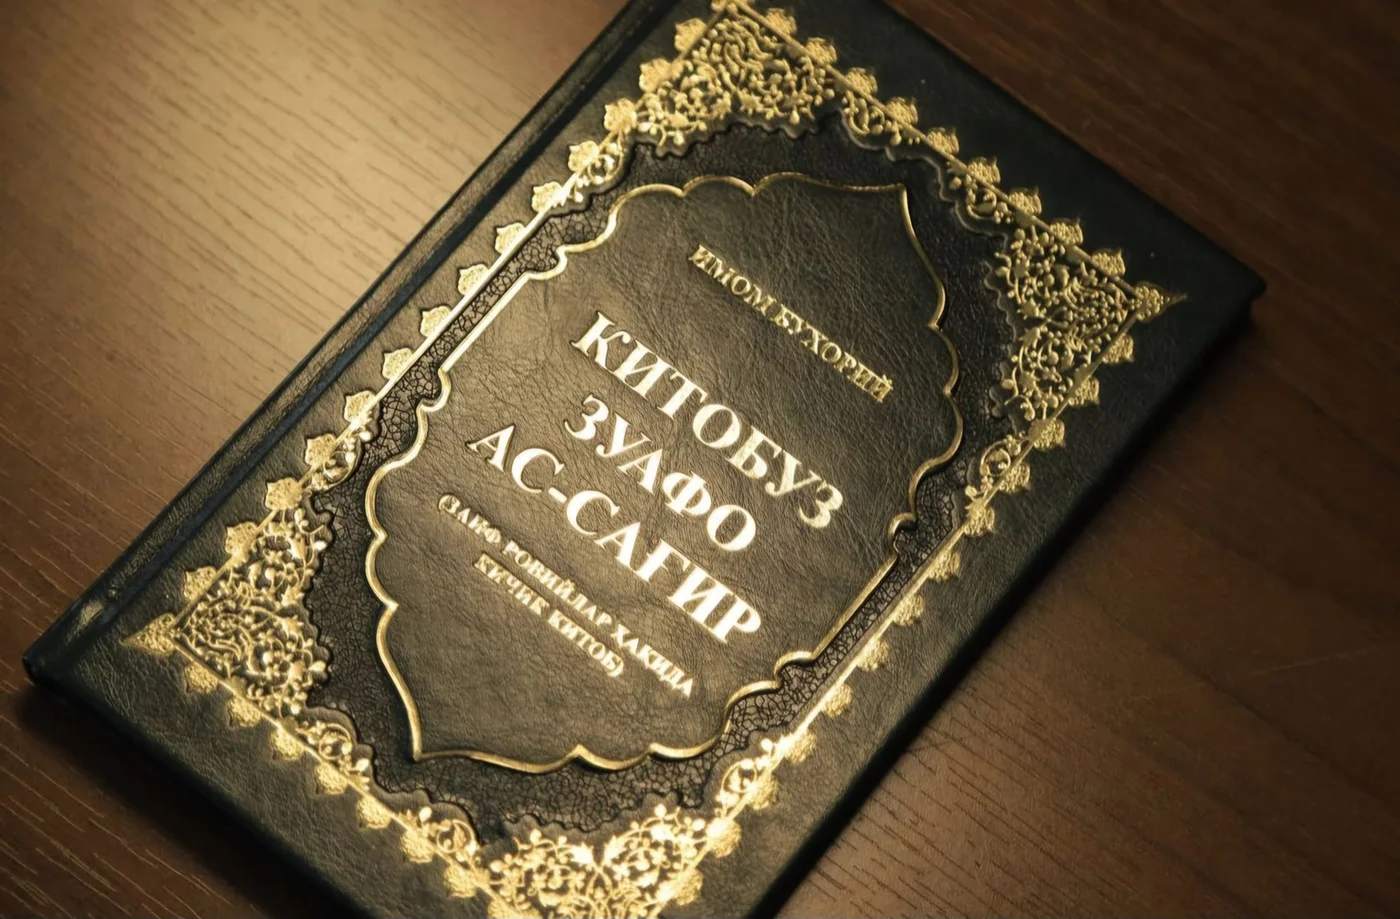 ИМОМ БУХОРИЙ
КИТОБУЗ
ЗУАФО
АС-САҒИР
(ЗАИФ РОВИЙЛАР ҲАҚИДА
КИЧИК КИТОБ)